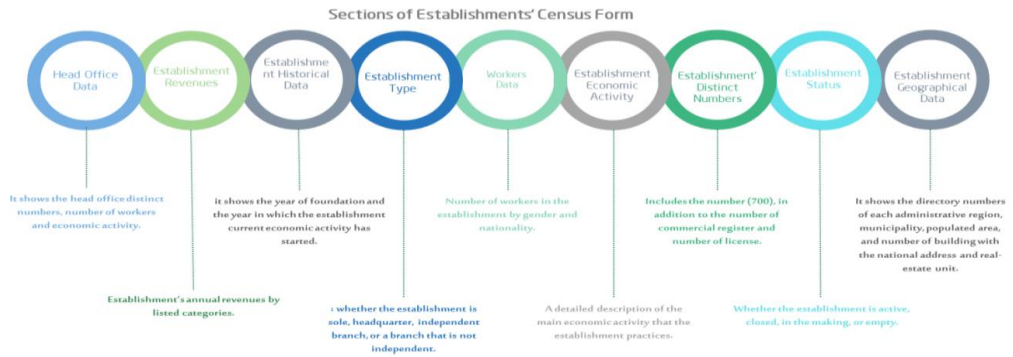 Sections of Establishments' Census Form
Head Office
Data
Establishment
Revenues
Establishme
nt Historical
Data
Establishment
Type
Workers
Data
Establishment
Economic
Activity
Establishment'
Distinct
Numbers
Establishment
Status
Establishment
Geographical
Data
It shows the head office distinct
numbers, number of workers
and economic activity.
it shows the year of foundation and
the year in which the establishment
current economic activity has
started.
Number of workers in the
establishment by gender and
nationality.
Includes the number (700), in
addition to the number of
commercial register and
number of license.
It shows the directory numbers
of each administrative region,
municipality, populated area,
and number of building with
the national address and real-
estate unit.
Establishment's annual revenues by
listed categories.
: whether the establishment is
sole, headquarter, independent
branch, or a branch that is not
independent.
A detailed description of the
main economic activity that the
establishment practices.
Whether the establishment is active,
closed, in the making, or empty.